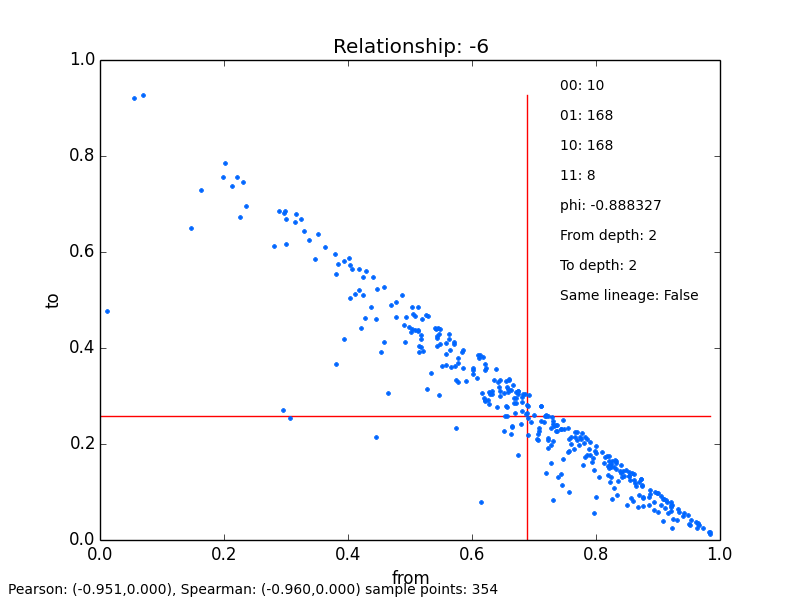 Relationship: -6
1.0
0.8
0.6
0.4
0.2
0.0
to
00: 10
01: 168
10: 168
11: 8
phi: -0.888327
From depth: 2
To depth: 2
Same lineage: False
0.0 0.2 0.4 0.6 0.8 1.0
from
Pearson: (-0.951,0.000), Spearman: (-0.960,0.000) sample points: 354